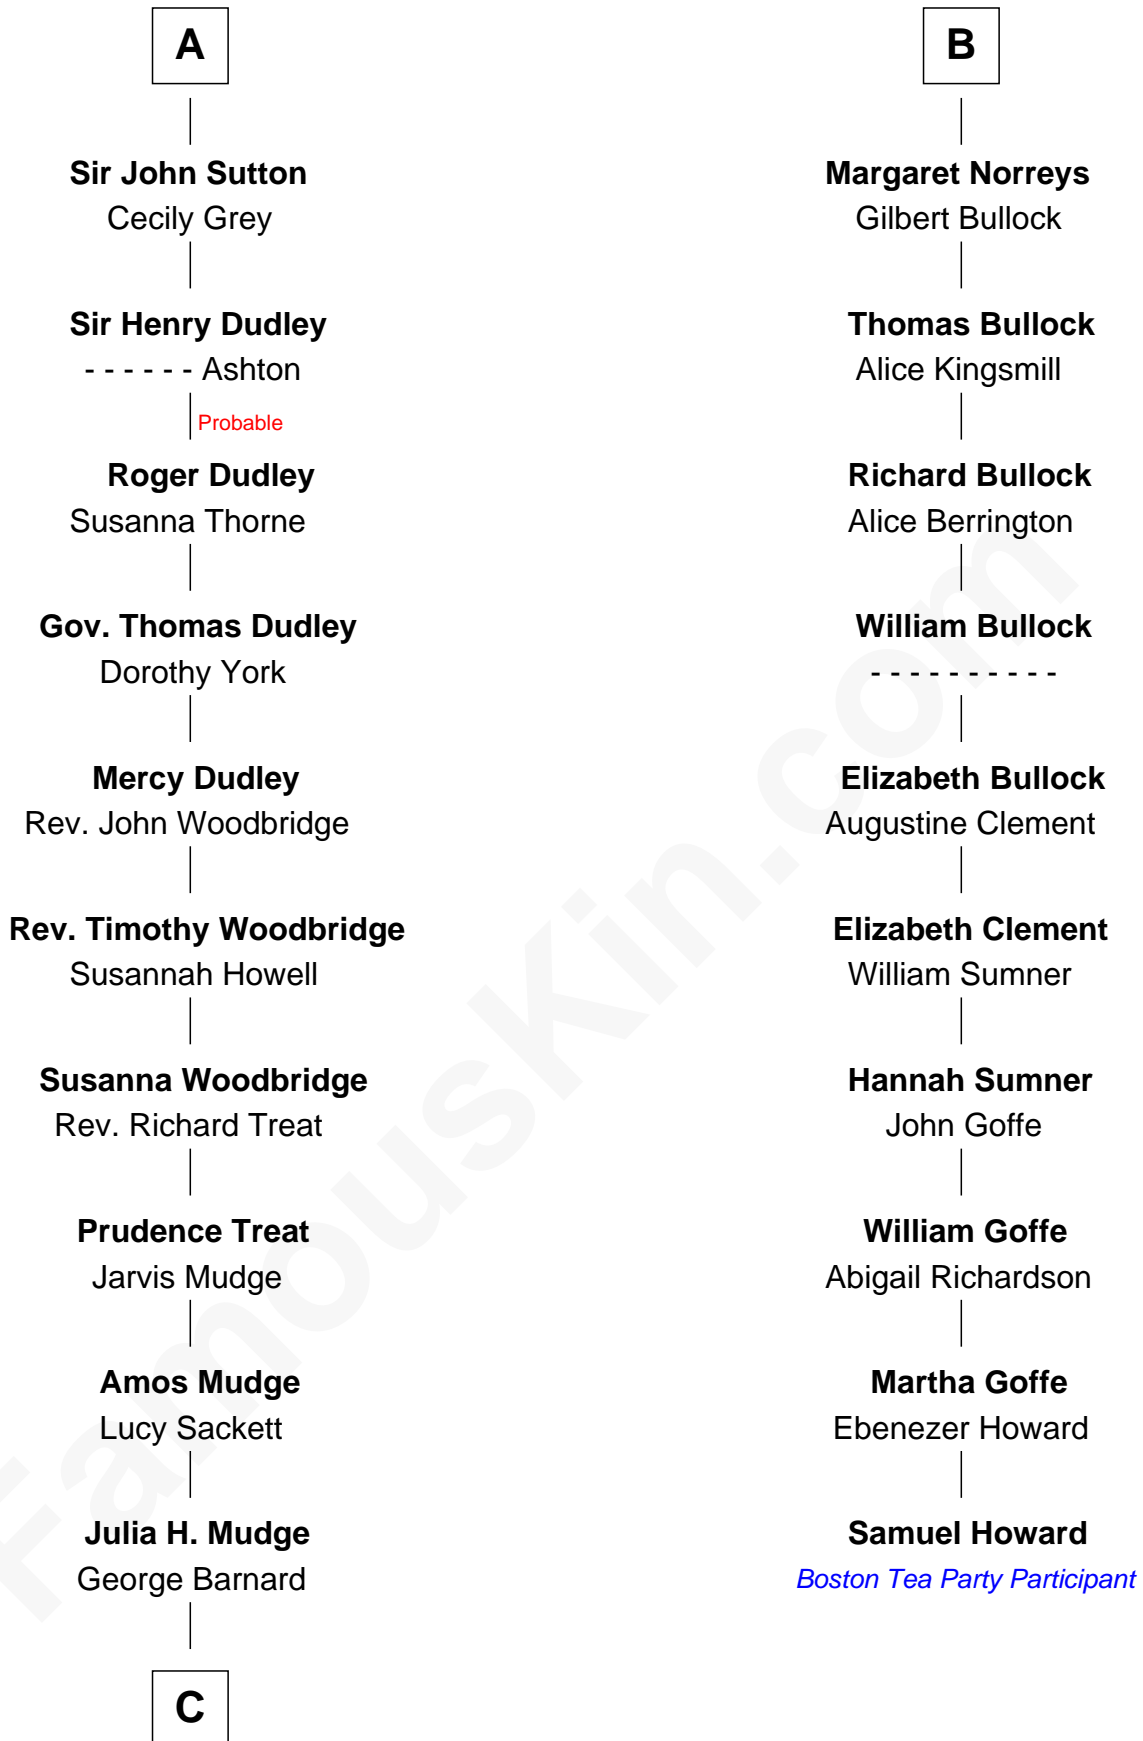 A
Sir John Sutton
Cecily Grey
Sir Henry Dudley
- - - - - - Ashton
Probable
Roger Dudley
Susanna Thorne
Gov. Thomas Dudley
Dorothy York
Mercy Dudley
Rev. John Woodbridge
Rev. Timothy Woodbridge
Susannah Howell
Susanna Woodbridge
Rev. Richard Treat
Prudence Treat
Jarvis Mudge
Amos Mudge
Lucy Sackett
Julia H. Mudge
George Barnard
C
B
Margaret Norreys
Gilbert Bullock
Thomas Bullock
Alice Kingsmill
Richard Bullock
Alice Berrington
William Bullock
- - - - - - - - - -
Elizabeth Bullock
Augustine Clement
Elizabeth Clement
William Sumner
Hannah Sumner
John Goffe
William Goffe
Abigail Richardson
Martha Goffe
Ebenezer Howard
Samuel Howard
Boston Tea Party Participant
FamousKin.com